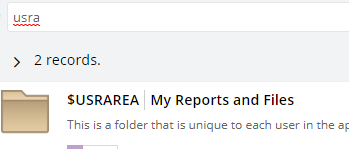 usra
2 records.
$USRAREA | My Reports and Files
This is a folder that is unique to each user in the